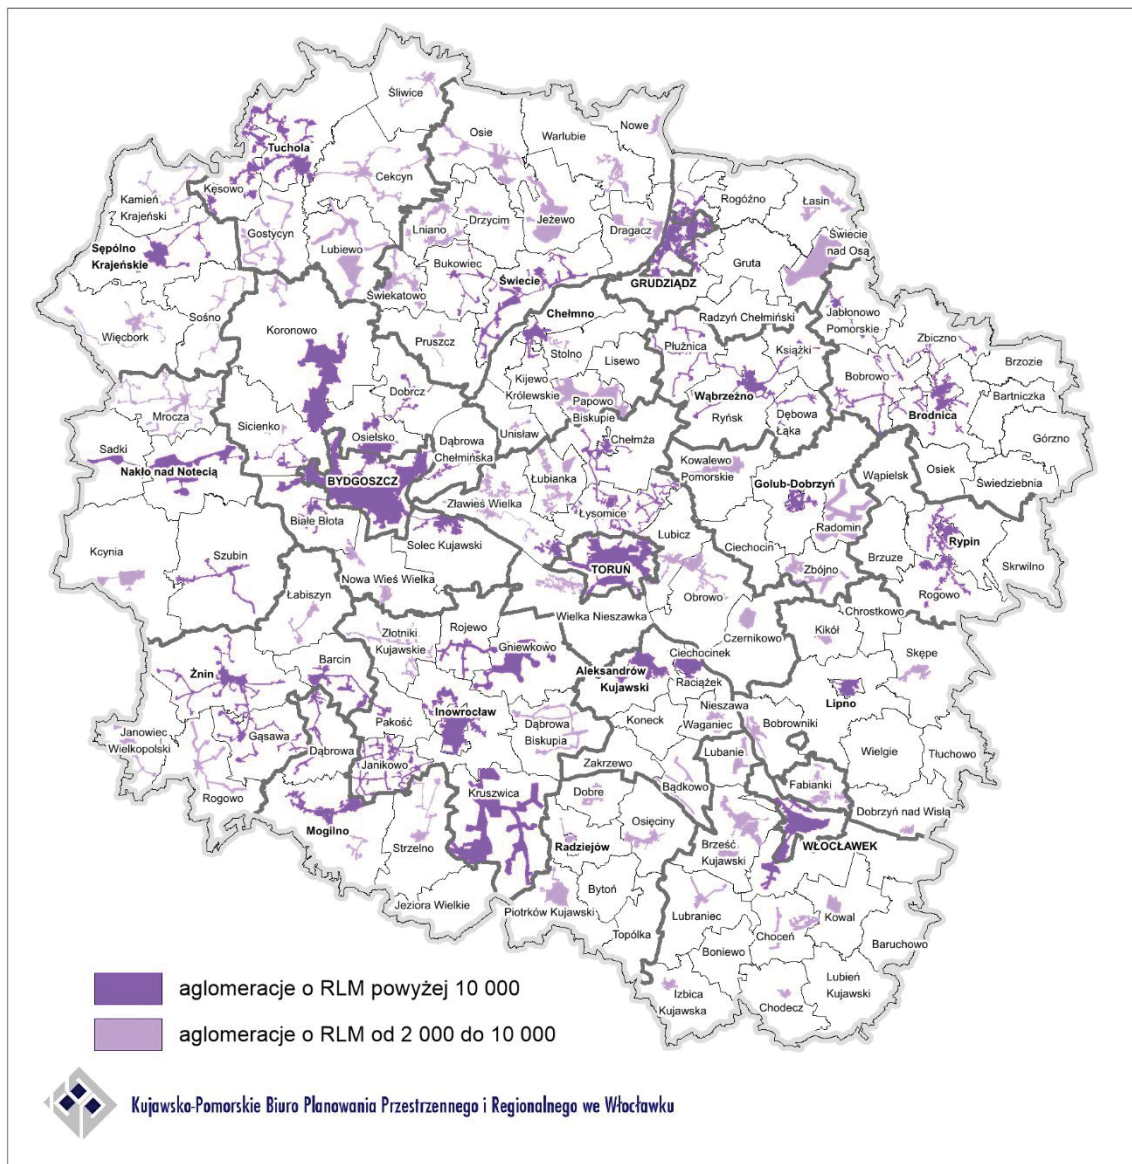 Śliwice
Osie
Warlubie
Nowe
Tuchola
Cekcyn
Kęsowo
Kamień
Krajeński
Rogóźno
Łasin
Gostycyn
Lniano
Drzycim
Jeżewo
Dragacz
Świecie
nad Osą
Sępólno
Krajeńskie
Lubiewo
Bukowiec
Gruta
Świekatowo
Świecie
GRUDZIĄDZ
Sośno
Więcbork
Koronowo
Pruszcz
Chełmno
Stolno
Radzyń Chełmiński
Jabłonowo
Pomorskie
Zbiczno
Płużnica
Książki
Lisewo
Brzozie
Bobrowo
Bartniczka
Kijewo
Królewskie
Dobrcz
Papowo
Biskupie
Wąbrzeźno
Brodnica
Mrocza
Ryńsk
Dębowa
Łąka
Sicienko
Osielsko
Unisław
Chełmża
Górzno
Dąbrowa
Chełmińska
Sadki
Nakło nad Notecią
BYDGOSZCZ
Łubianka
Kowalewo
Pomorskie
Golub-Dobrzyń
Wąpielsk
Osiek
Świedziebnia
Zławieś Wielka
Łysomice
Białe Błota
Solec Kujawski
Radomin
Lubicz
Ciechocin
Brzuze
Rypin
Skrwilno
Kcynia
Szubin
TORUŃ
Zbójno
Nowa Wieś Wielka
Łabiszyn
Obrowo
Rogowo
Wielka Nieszawka
Chrostkowo
Czernikowo
Kikół
Złotniki
Kujawskie
Rojewo
Gniewkowo
Skępe
Barcin
Żnin
Aleksandrów
Kujawski
Ciechocinek
Raciążek
Lipno
Nieszawa
Inowrocław
Pakość
Koneck
Waganiec
Bobrowniki
Janowiec
Wielkopolski
Gąsawa
Dąbrowa
Dąbrowa
Biskupia
Lubanie
Wielgie
Tłuchowo
Janikowo
Zakrzewo
Bądkowo
Fabianki
Rogowo
Kruszwica
Dobre
Dobrzyń nad Wisłą
Mogilno
Osięciny
Strzelno
Radziejów
Brześć
Kujawski
WŁOCŁAWEK
Bytoń
Jeziora Wielkie
Piotrków Kujawski
Lubraniec
Kowal
Topólka
Choceń
Baruchowo
Boniewo
Lubień
Kujawski
Izbica
Kujawska
Chodecz
aglomeracje o RLM powyżej 10 000
aglomeracje o RLM od 2 000 do 10 000
Kujawsko-Pomorskie Biuro Planowania Przestrzennego i Regionalnego we Włocławku